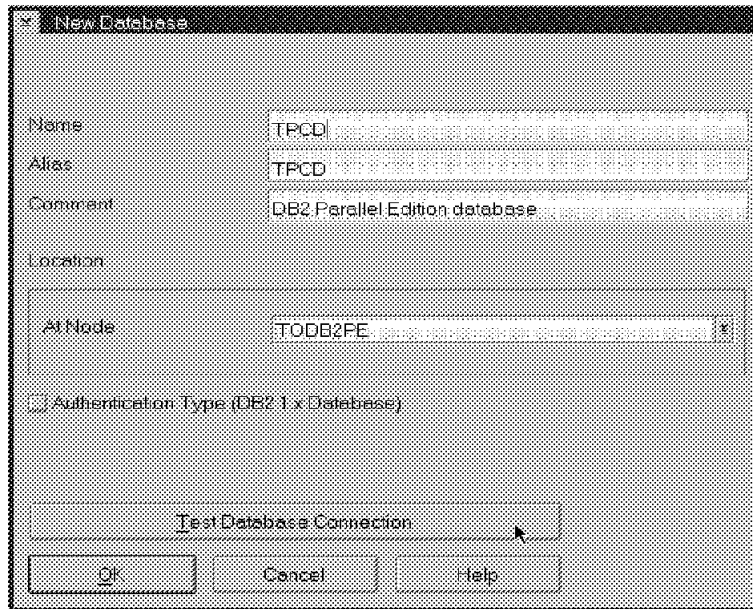 New Database
Name TPCD
Alias TPCD
Comment DB2 Parallel Edition database
Location
At Node TODB2PE
Authentication Type (DB2 1.x Database)
Test Database Connection
OK Cancel Help